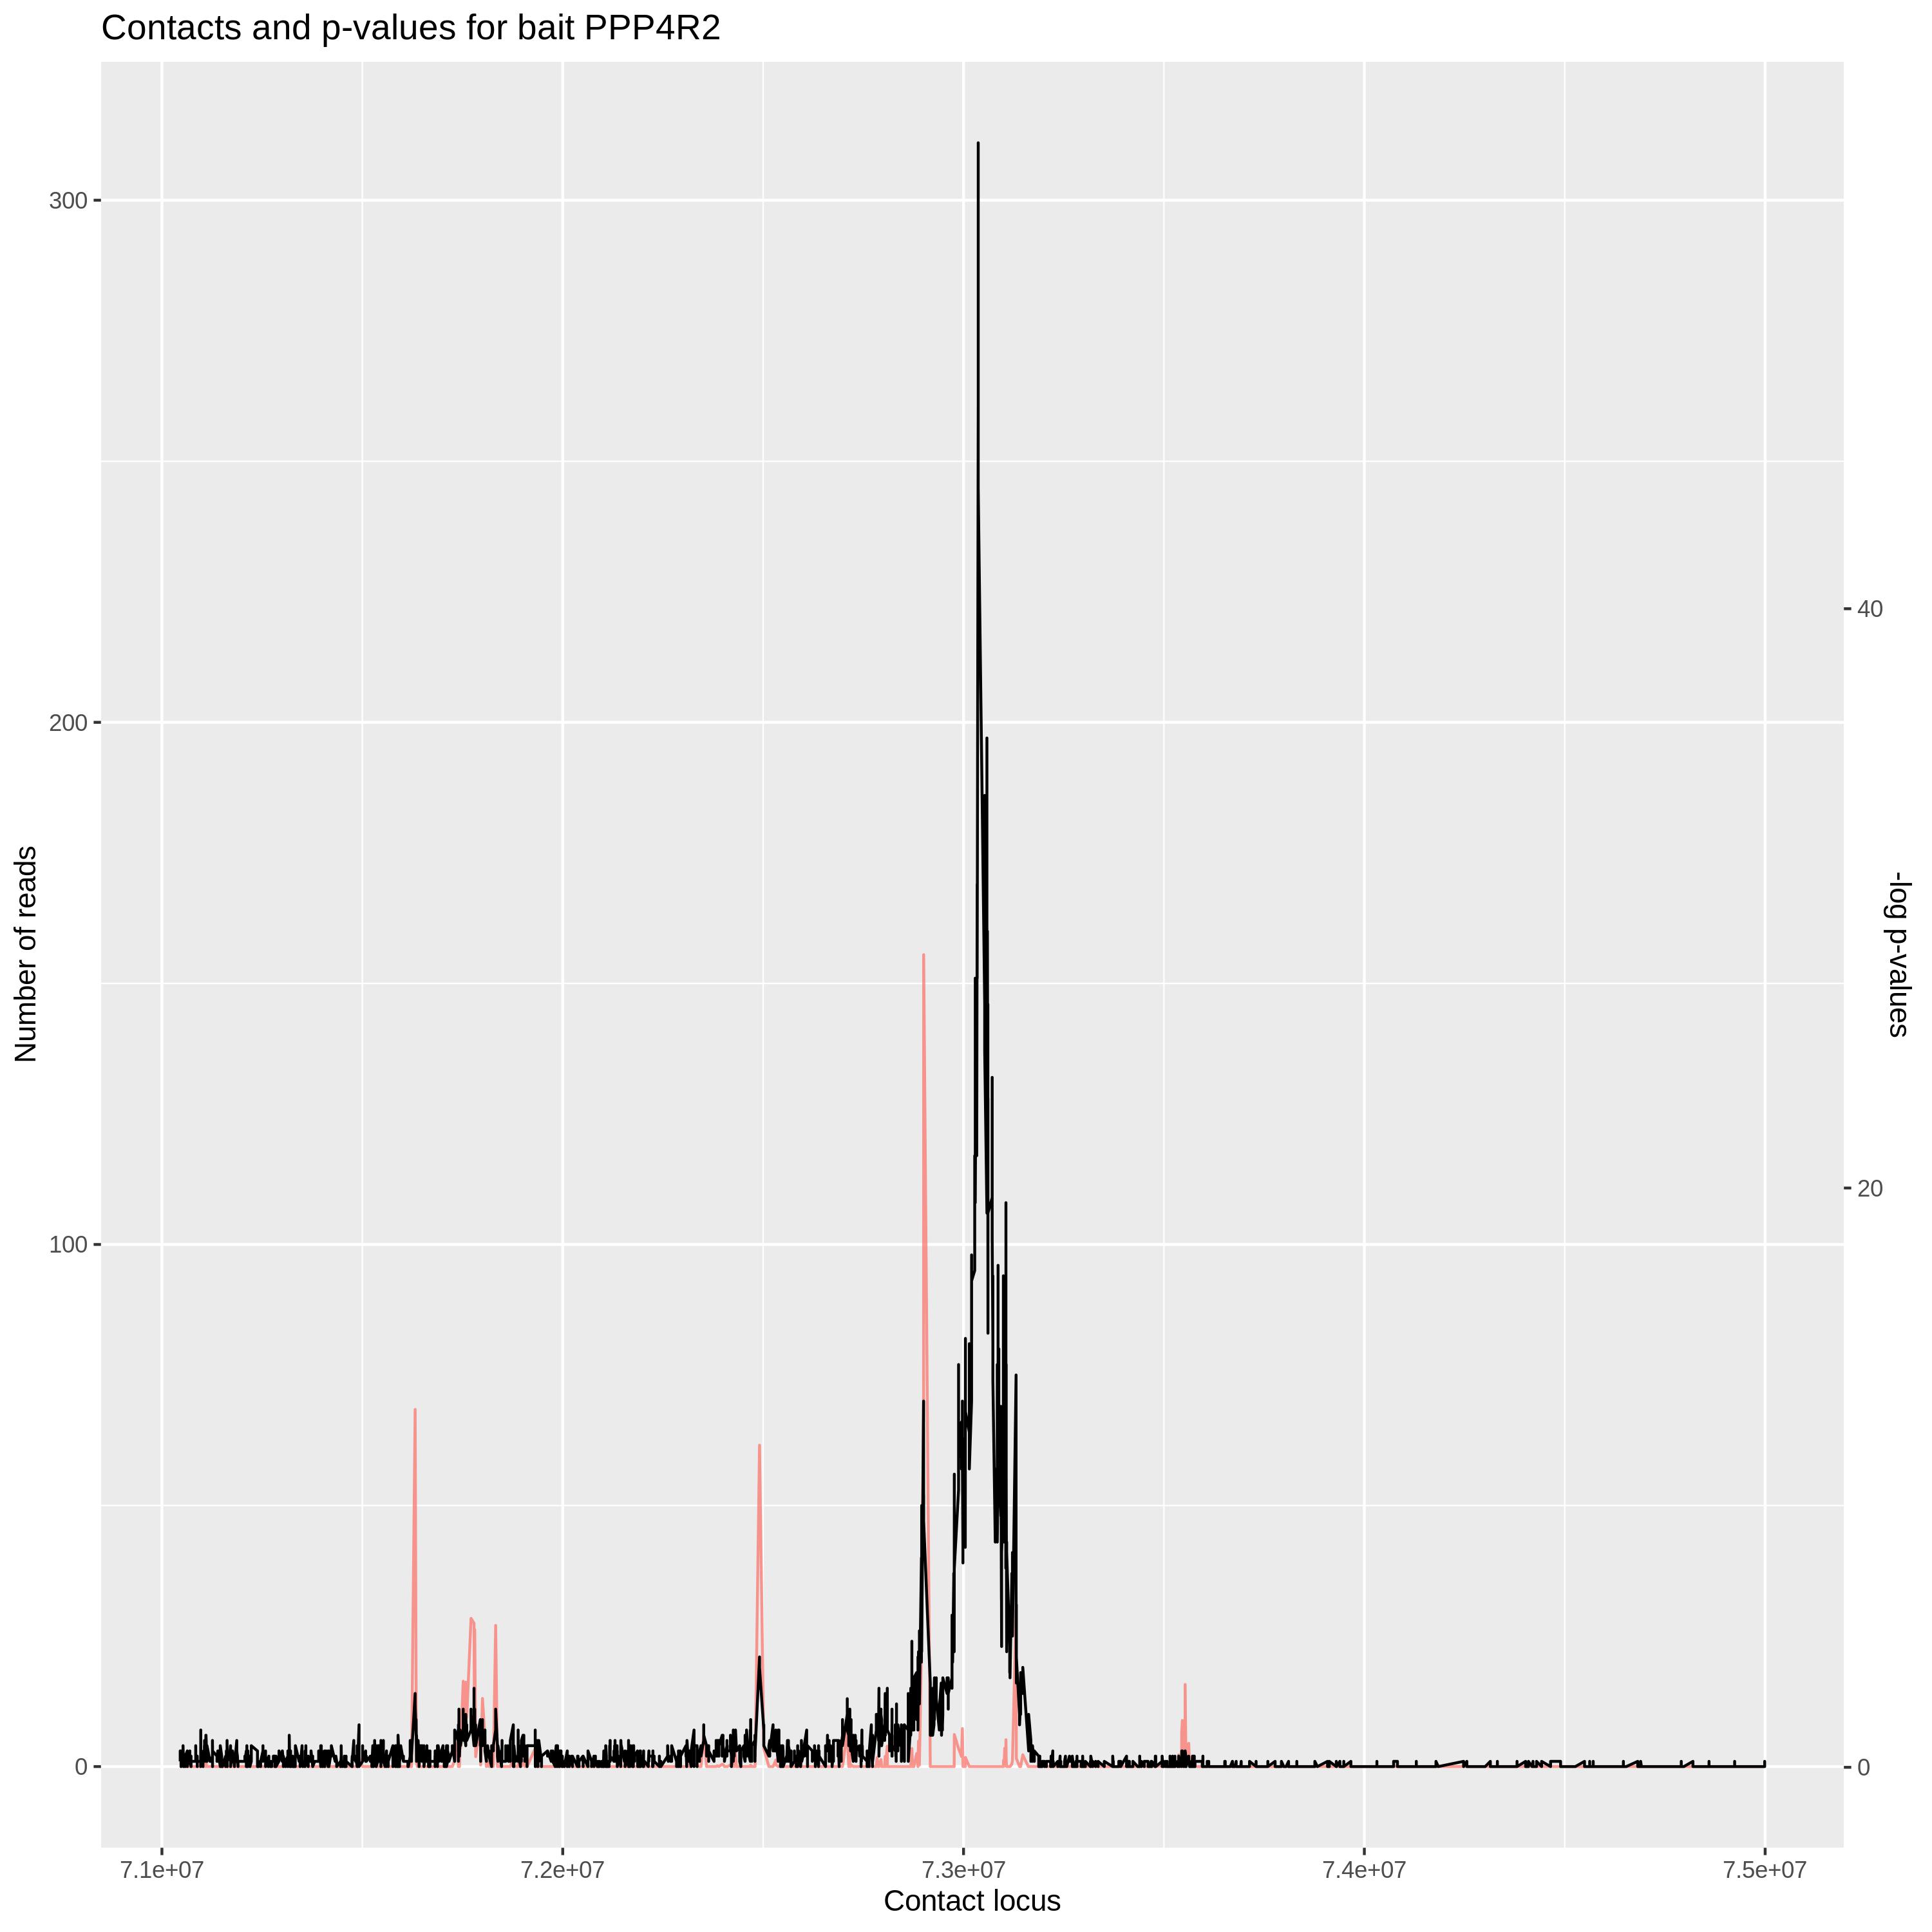 Contacts and p-values for bait PPP4R2
300
200
100
0
Number of reads
40
20
0
-log p-values
7.1e+07
7.2e+07
7.3e+07
7.4e+07
7.5e+07
Contact locus